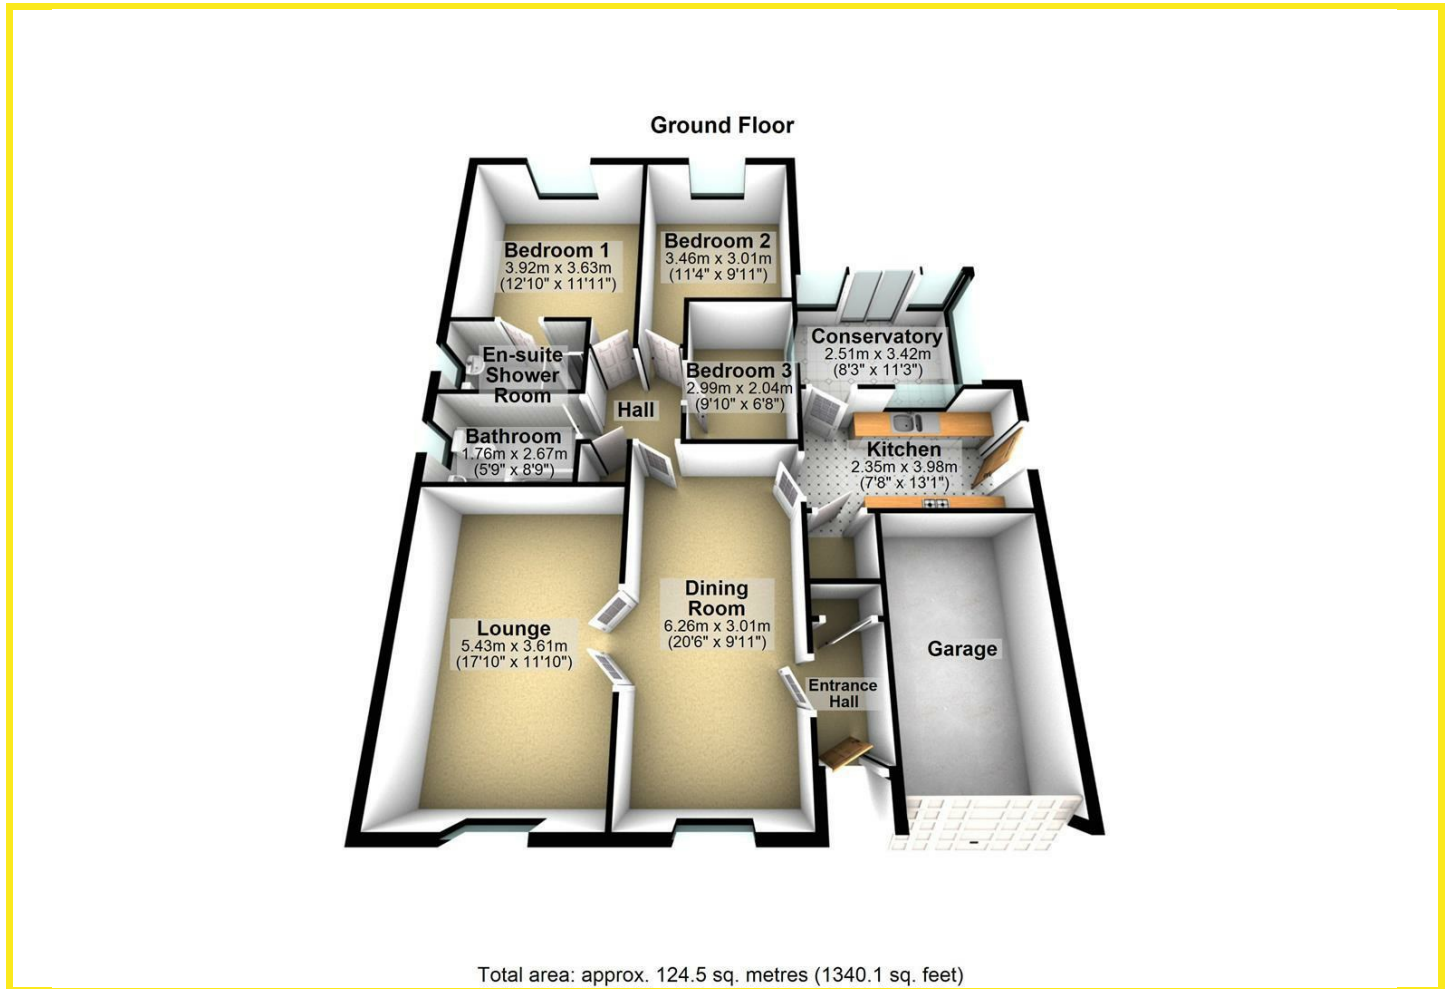 Ground Floor
Bedroom 1
3.92m x 3.63m
(12'10" x 11'11")
Bedroom 2
3.46m x 3.01m
(11'4" x 9'11")
Conservatory
2.51m x 3.42m
(8'3" x 11'3")
En-suite
Shower
Room
Bedroom 3
2.99m x 2.04m
(9'10" x 6'8")
Hall
Bathroom
1.76m x 2.67m
(5'9" x 8'9")
Kitchen
2.35m x 3.98m
(7'8" x 13'1")
Lounge
5.43m x 3.61m
(17'10" x 11'10")
Dining
Room
6.26m x 3.01m
(20'6" x 9'11")
Entrance
Hall
Garage
Total area: approx. 124.5 sq. metres (1340.1 sq. feet)